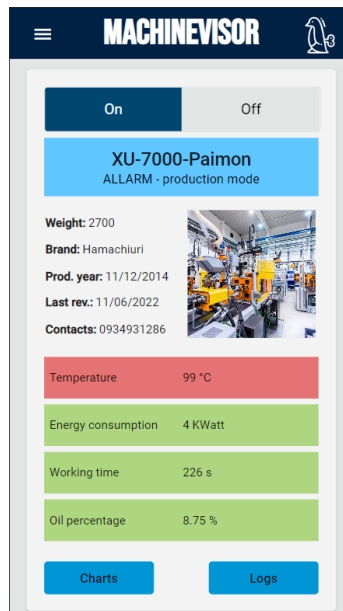 MACHINEVISOR
On Off
XU-7000-Paimon
ALLARM - production mode
Weight: 2700
Brand: Hamachiuri
Prod. year: 11/12/2014
Last rev.: 11/06/2022
Contacts: 0934931286
Temperature 99 °C
Energy consumption 4 KWatt
Working time 226 s
Oil percentage 8.75 %
Charts Logs